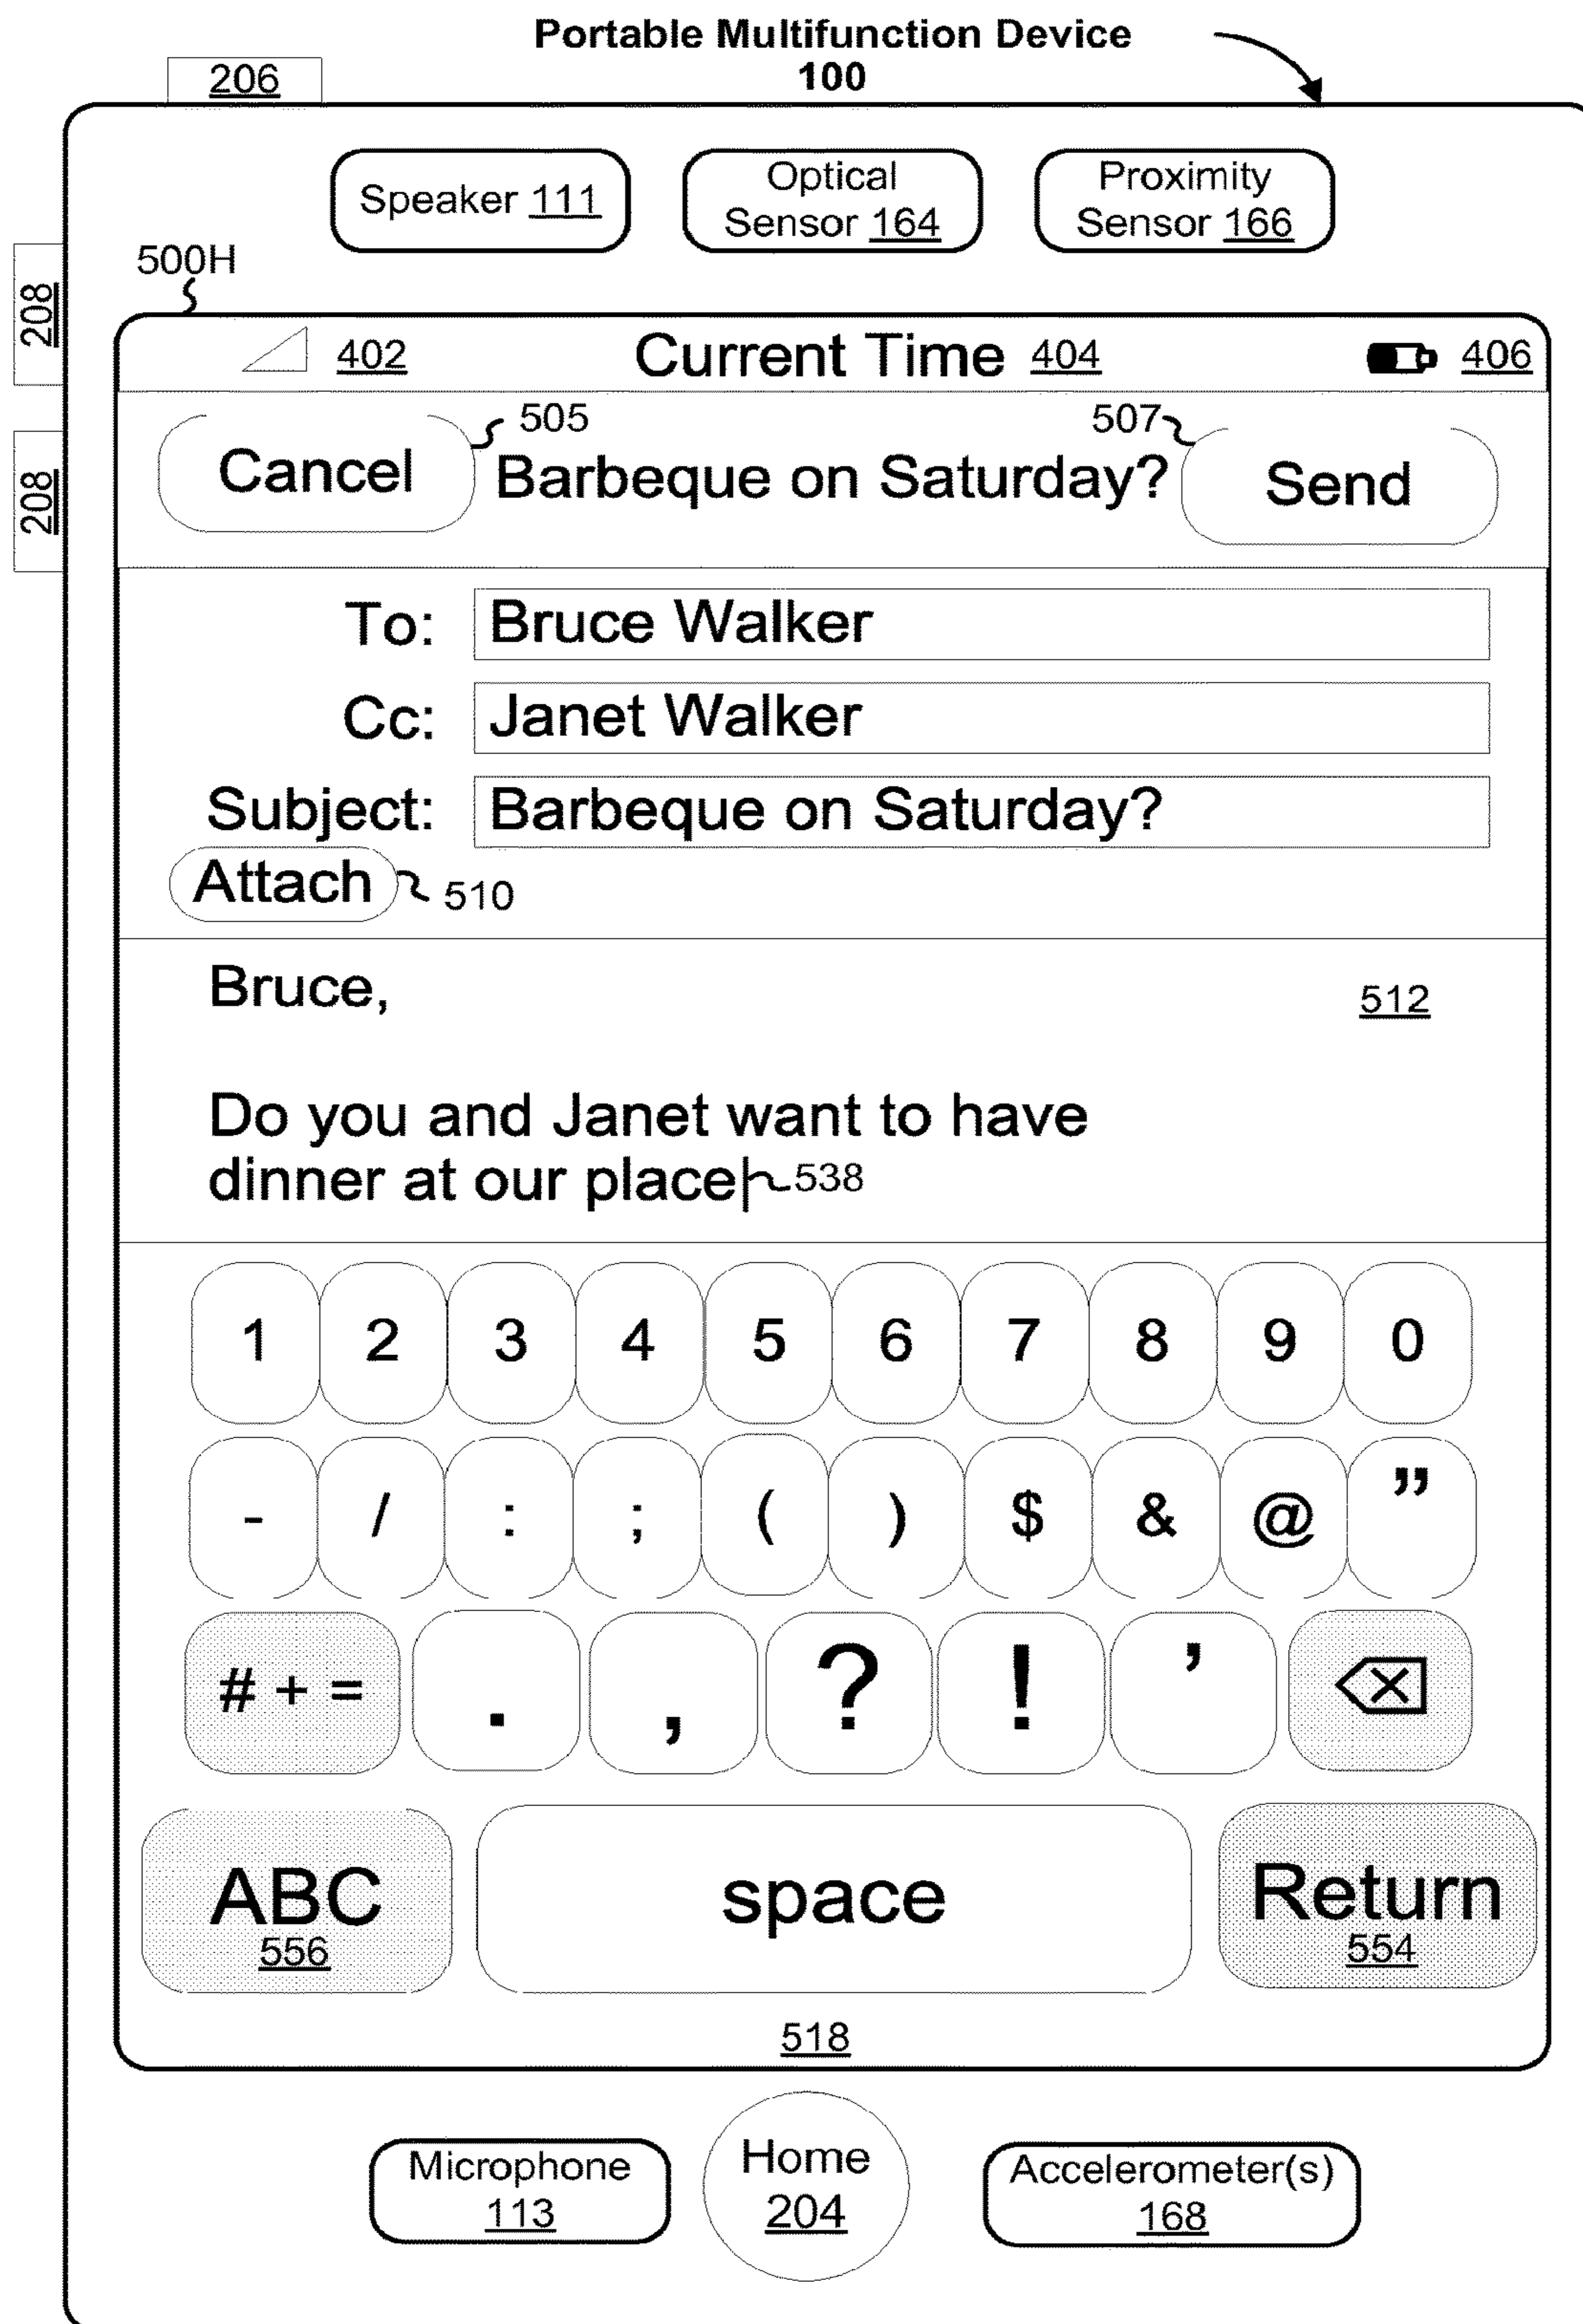 Portable Multifunction Device
100
206
Speaker 111
Optical
Sensor 164
Proximity
Sensor 166
500H
208
208
402
Current Time 404
406
Cancel
505
Barbeque on Saturday?
507
Send
To: Bruce Walker
Cc: Janet Walker
Subject: Barbeque on Saturday?
Attach 510
Bruce,
512
Do you and Janet want to have
dinner at our place 538
1 2 3 4 5 6 7 8 9 0
- / : ; ( ) $ & @ ”
# + = . , ? ! ’
ABC
556
space
Return
554
518
Microphone
113
Home
204
Accelerometer(s)
168